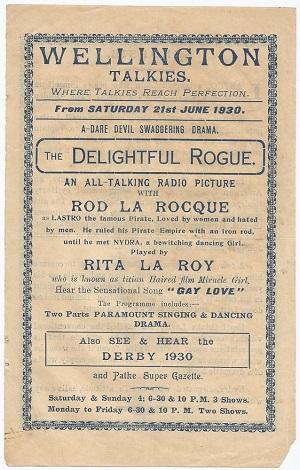 WELLINGTON
TALKIES.
WHERE TALKIES REACH PERFECTION.
From SATURDAY 21st JUNE 1930.
A DARE DEVIL SWAGGERING DRAMA.
THE DELIGHTFUL ROGUE.
AN ALL-TALKING RADIO PICTURE
WITH
ROD LA ROCQUE
as LASTRO the famous Pirate, Loved by women and hated
by men. He ruled his Pirate Empire with an iron rod,
until he met NYDRA, a bewitching dancing Girl.
Played by
RITA LA ROY
who is known as titian Haired film Miracle Girl,
Hear the Sensational Song "GAY LOVE"
The Programme includes:—
Two Parts PARAMOUNT SINGING & DANCING
DRAMA.
Also SEE & HEAR the
DERBY 1930
and Pathe Super Gazette.
Saturday & Sunday 4: 6-30 & 10 P.M. 3 Shows.
Monday to Friday 6-30 & 10 P.M. Two Shows.